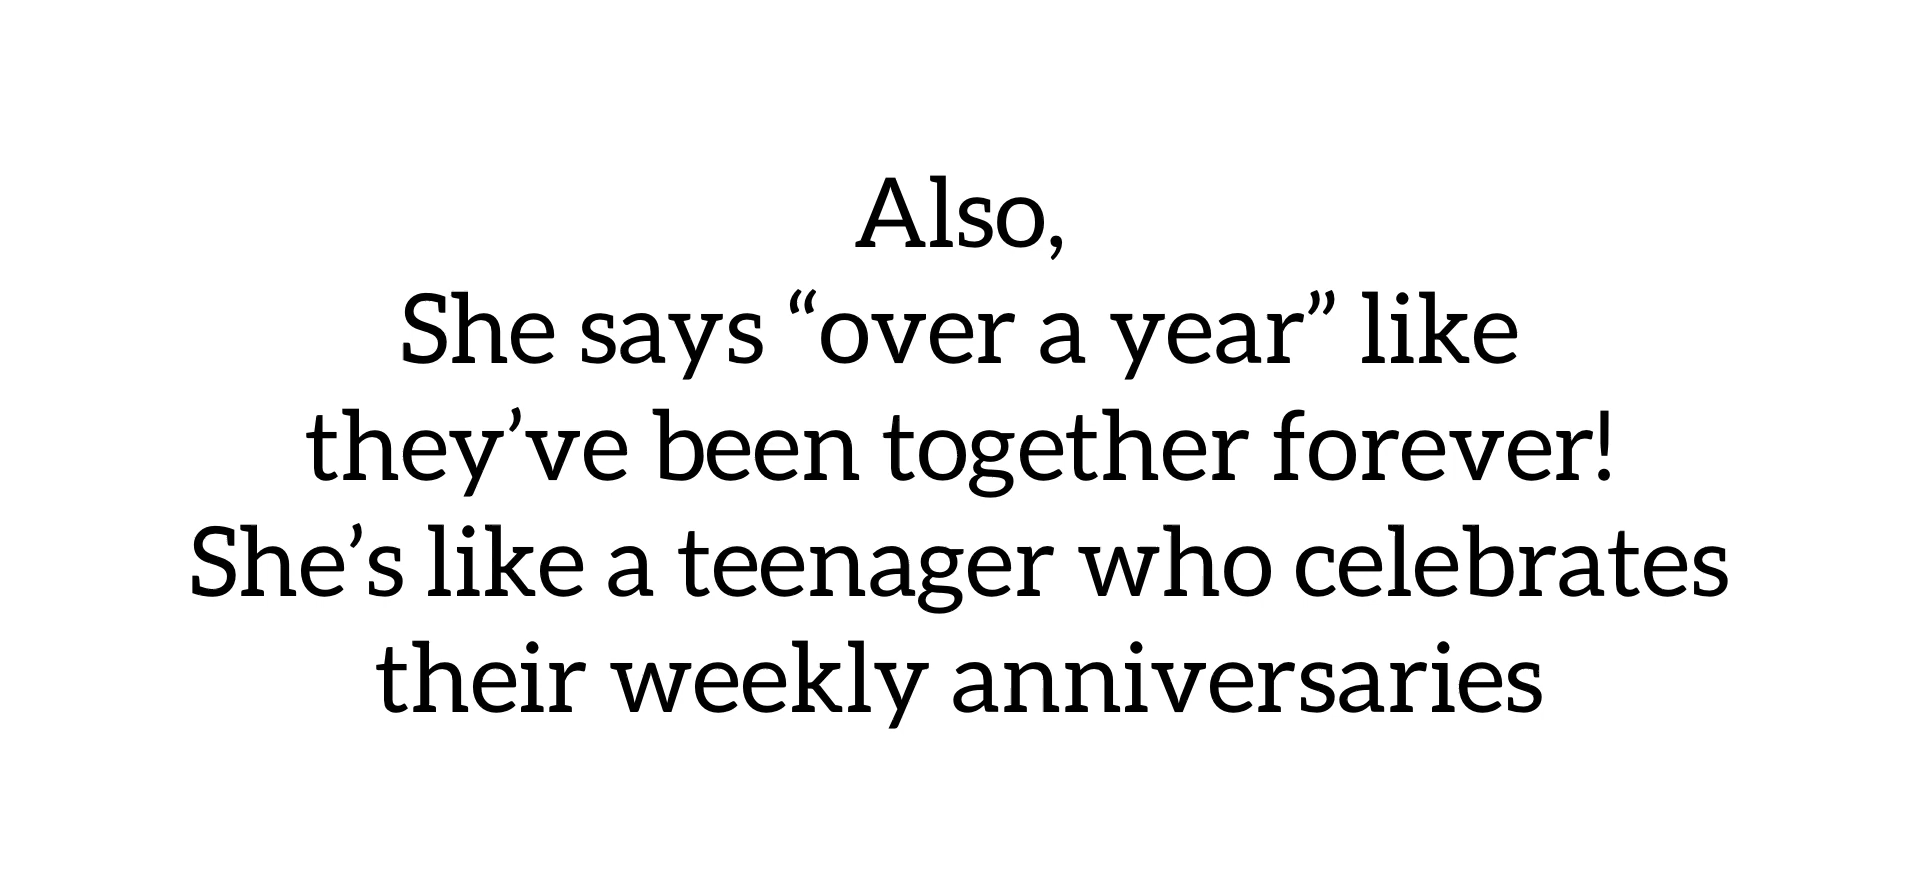 Also,
She says “over a year” like
they’ve been together forever!
She’s like a teenager who celebrates
their weekly anniversaries